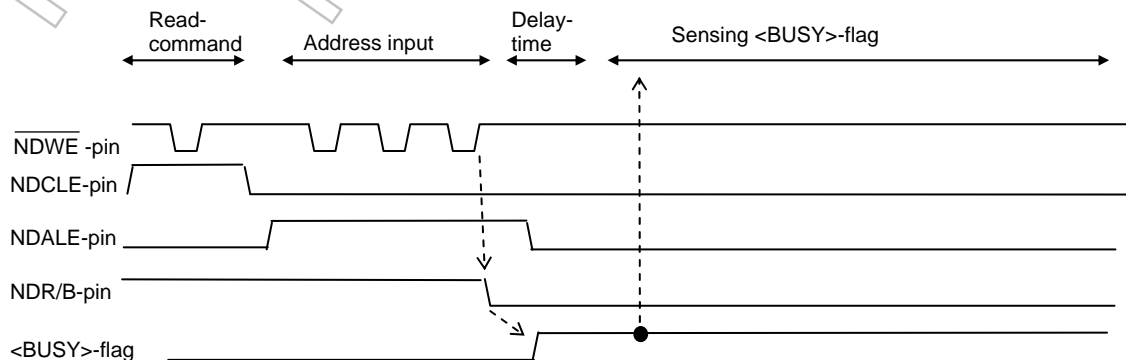 Read-
command
Address input
Delay-
time
Sensing <BUSY>-flag
NDWE -pin
NDCLE-pin
NDALE-pin
NDR/B-pin
<BUSY>-flag